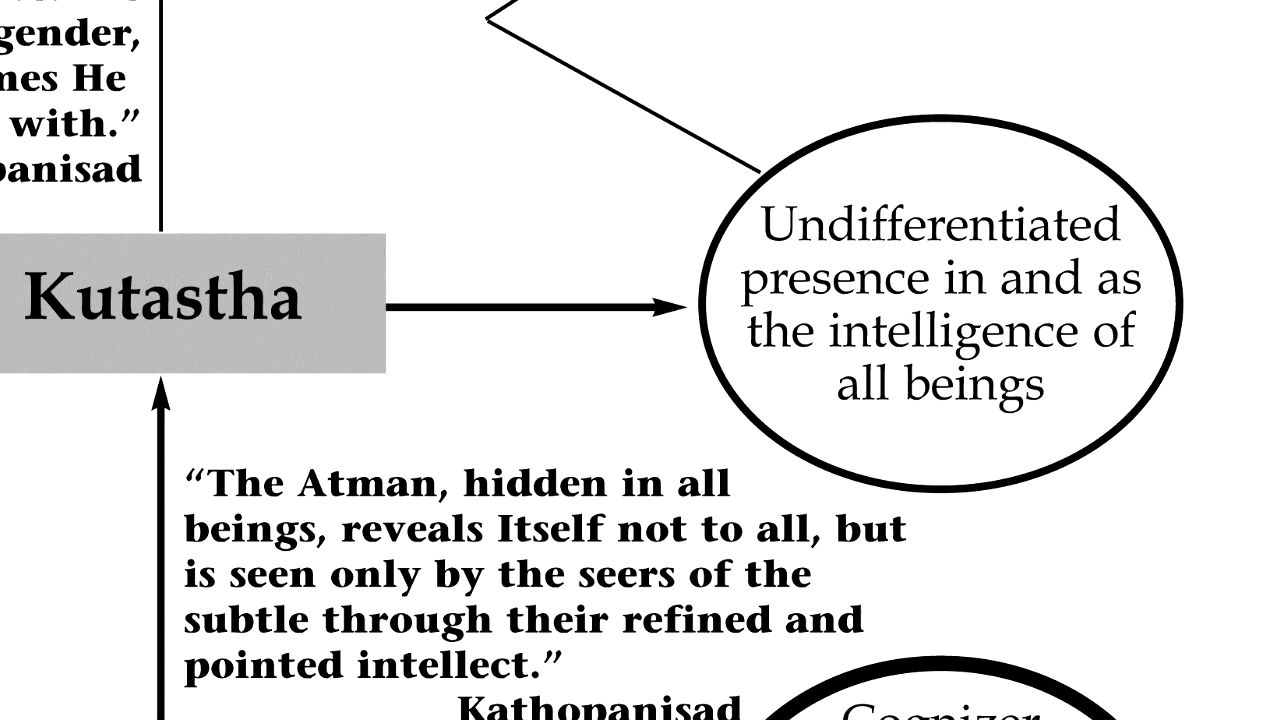 gender,
mes He
with.”
panisad
Kutastha
Undifferentiated
presence in and as
the intelligence of
all beings
“The Atman, hidden in all
beings, reveals Itself not to all, but
is seen only by the seers of the
subtle through their refined and
pointed intellect.”
Kathopanisad
Cognizer